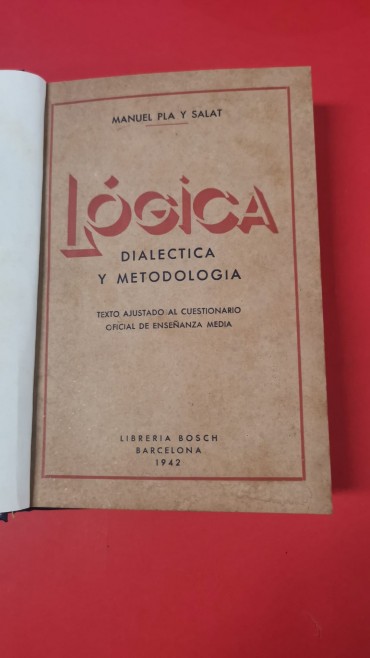 MANUEL PLA Y SALAT
LÓGICA
DIALECTICA
Y METODOLOGIA
TEXTO AJUSTADO AL CUESTIONARIO
OFICIAL DE ENSEÑANZA MEDIA
LIBRERIA BOSCH
BARCELONA
1942